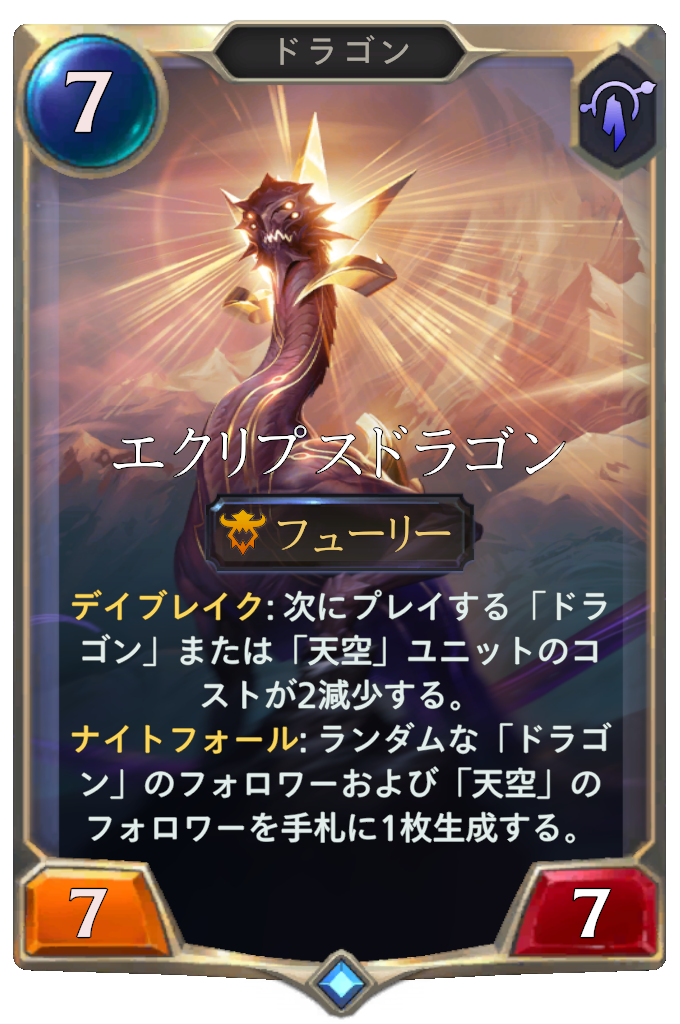 ドラゴン
7
エクリプスドラゴン
フューリー
デイブレイク: 次にプレイする「ドラ
ゴン」または「天空」ユニットのコ
ストが2減少する。
ナイトフォール: ランダムな「ドラゴ
ン」のフォロワーおよび「天空」の
フォロワーを手札に1枚生成する。
7
7